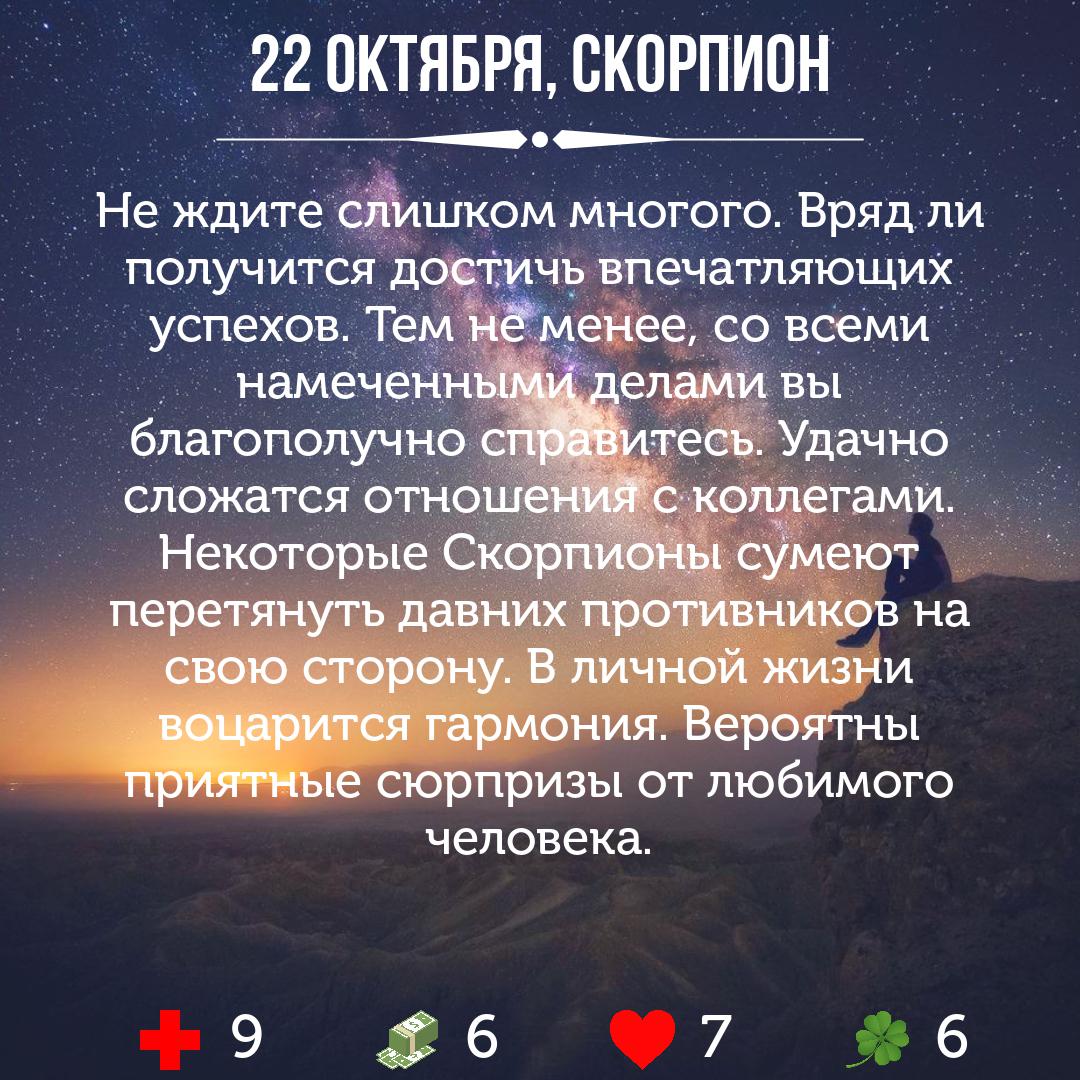 22 ОКТЯБРЯ, СКОРПИОН
Не ждите слишком многого. Вряд ли
получится достичь впечатляющих
успехов. Тем не менее, со всеми
намеченными делами вы
благополучно справитесь. Удачно
сложатся отношения с коллегами.
Некоторые Скорпионы сумеют
перетянуть давних противников на
свою сторону. В личной жизни
воцарится гармония. Вероятны
приятные сюрпризы от любимого
человека.
9 6 7 6